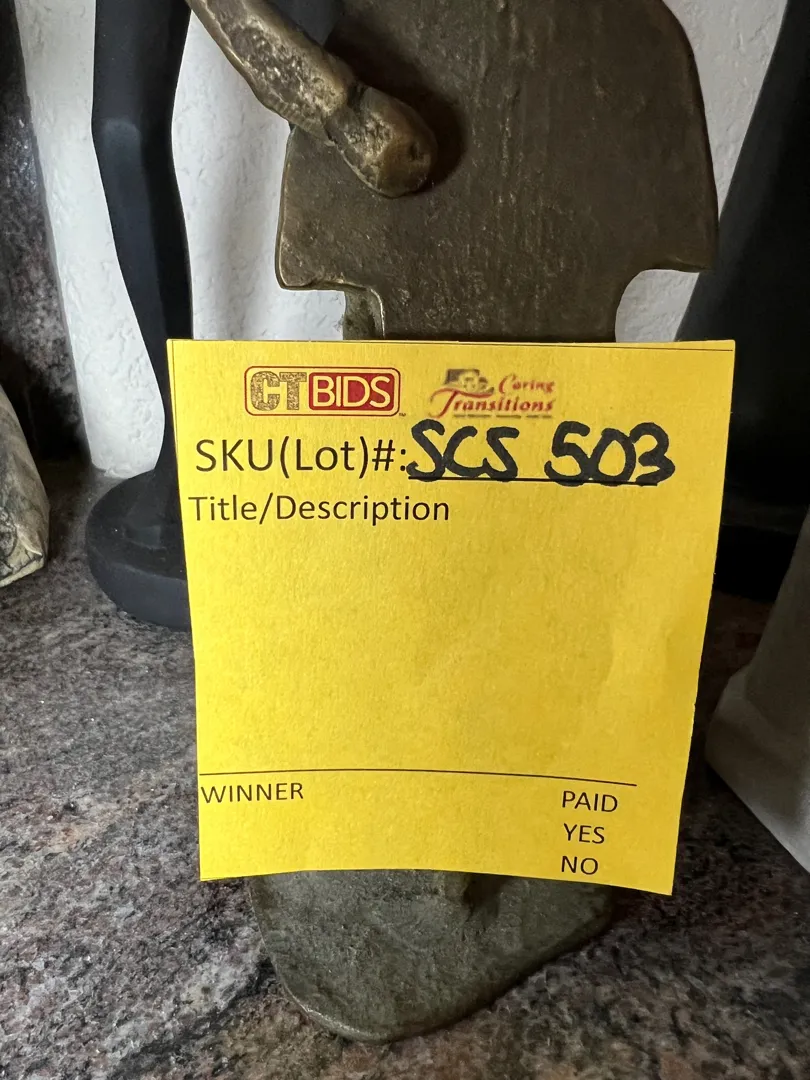 CTBIDS
Caring
Transitions
SKU(Lot)#: SCS 503
Title/Description
WINNER
PAID
YES
NO